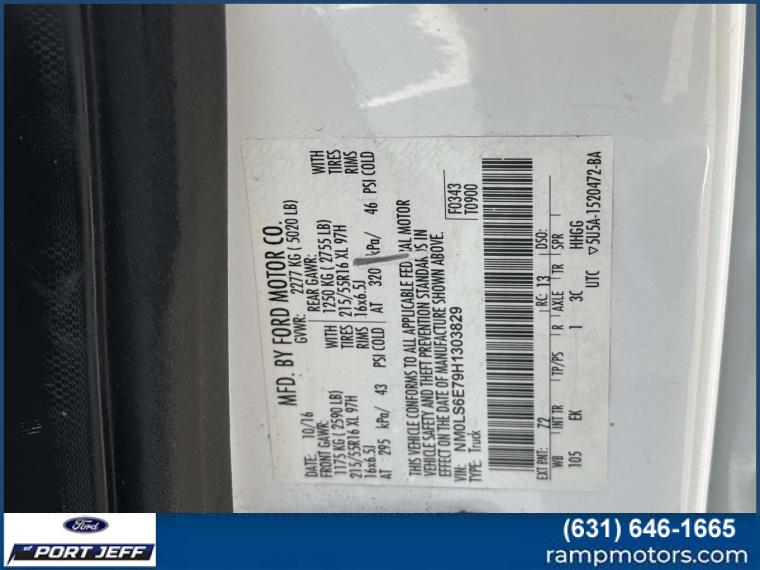 MFD. BY FORD MOTOR CO.
DATE: 10/16 GVWR: 2277 KG ( 5020 LB)
FRONT GAWR: REAR GAWR:
1175 KG ( 2590 LB) WITH 1250 KG ( 2755 LB) WITH
215/55R16 XL 97H TIRES 215/55R16 XL 97H TIRES
16x6.5J RIMS 16x6.5J RIMS
AT 295 kPa/ 43 PSI COLD AT 320 kPa/ 46 PSI COLD
THIS VEHICLE CONFORMS TO ALL APPLICABLE FED AL MOTOR
VEHICLE SAFETY AND THEFT PREVENTION STANDA S IN
EFFECT ON THE DATE OF MANUFACTURE SHOWN ABOVE.
VIN: NM0LS6E79H1303829 F0343
TYPE: Truck T0900
EXT PNT: Z2 RC: 13 DSO:
WB INT TR TP/PS R AXLE TR SPR
105 EK 1 3C HHGG
UTC ▽5U5A-1520472-BA
Ford
of PORT JEFF
(631) 646-1665
rampmotors.com